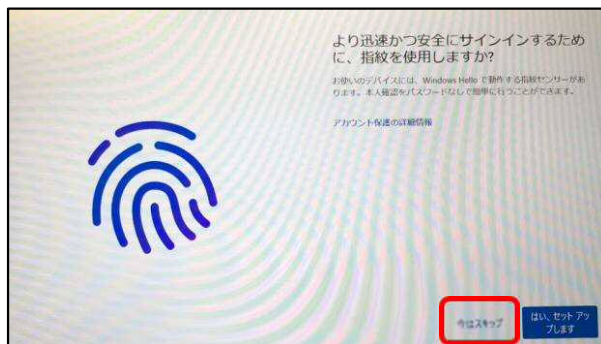 より迅速かつ安全にサインインするため
に、指紋を使用しますか?
お使いのデバイスには、Windows Hello で動作する指紋センサーがあ
ります。本人確認をパスワードなしで簡単に行うことができます。
アカウント保護の詳細情報
今はスキップ
はい、セット アッ
プします